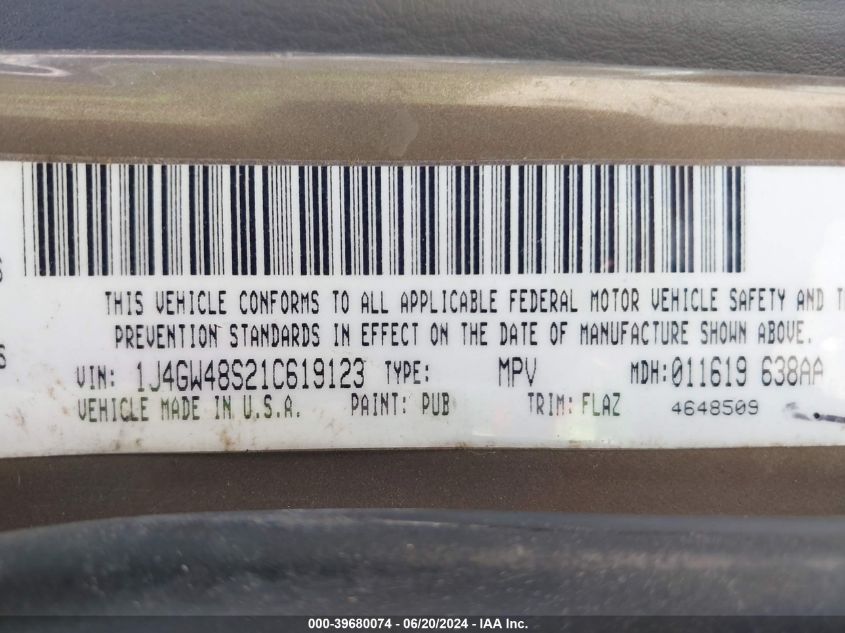 THIS VEHICLE CONFORMS TO ALL APPLICABLE FEDERAL MOTOR VEHICLE SAFETY AND
PREVENTION STANDARDS IN EFFECT ON THE DATE OF MANUFACTURE SHOWN ABOVE.
VIN: 1J4GW48S21C619123 TYPE: MPV MDH:011619 638AA
VEHICLE MADE IN U.S.A. PAINT: PUB TRIM: FLAZ 4648509
000-39680074 - 06/20/2024 - IAA Inc.